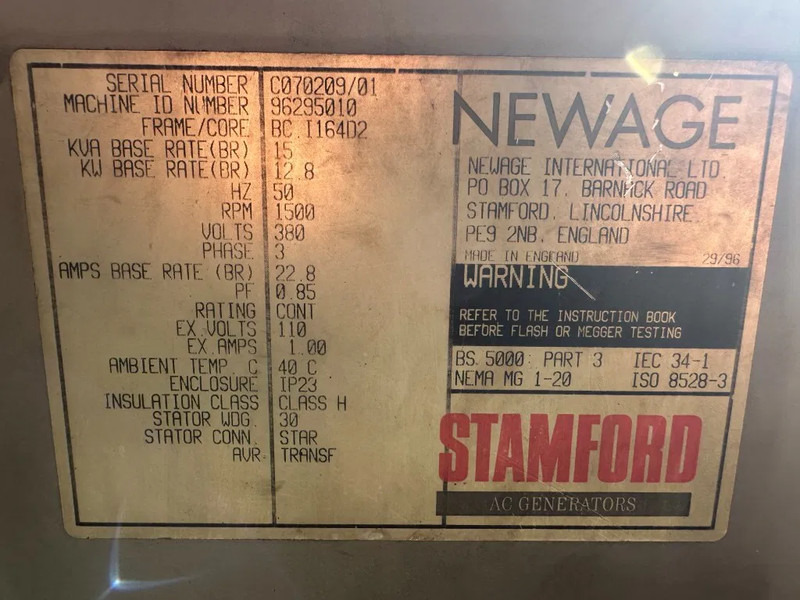 SERIAL NUMBER C070209/01
MACHINE ID NUMBER 96295010
FRAME/CORE BC I164D2
KVA BASE RATE(BR) 15
KW BASE RATE(BR) 12.8
HZ 50
RPM 1500
VOLTS 380
PHASE 3
AMPS BASE RATE (BR) 22.8
PF 0.85
RATING CONT
EX.VOLTS 110
EX.AMPS 1.00
AMBIENT TEMP. C 40 C
ENCLOSURE IP23
INSULATION CLASS CLASS H
STATOR WDG. 30
STATOR CONN. STAR
AVR TRANSF
NEWAGE
NEWAGE INTERNATIONAL LTD
PO BOX 17, BARNACK ROAD
STAMFORD, LINCOLNSHIRE
PE9 2NB, ENGLAND
MADE IN ENGLAND 29/96
WARNING
REFER TO THE INSTRUCTION BOOK
BEFORE FLASH OR MEGGER TESTING
BS.5000: PART 3 IEC 34-1
NEMA MG 1-20 ISO 8528-3
STAMFORD
AC GENERATORS